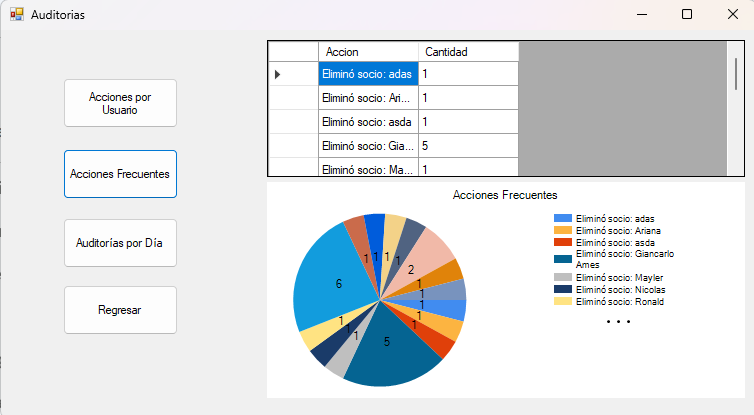 Auditorias
Acciones por
Usuario
Acciones Frecuentes
Auditorías por Día
Regresar
Accion Cantidad
Eliminó socio: adas 1
Eliminó socio: Ari... 1
Eliminó socio: asda 1
Eliminó socio: Gia... 5
Eliminó socio: Ma... 1
Acciones Frecuentes
1
1
1
1
2
1
1
1
1
1
5
1
1
1
6
Eliminó socio: adas
Eliminó socio: Ariana
Eliminó socio: asda
Eliminó socio: Giancarlo
Ames
Eliminó socio: Mayler
Eliminó socio: Nicolas
Eliminó socio: Ronald
...